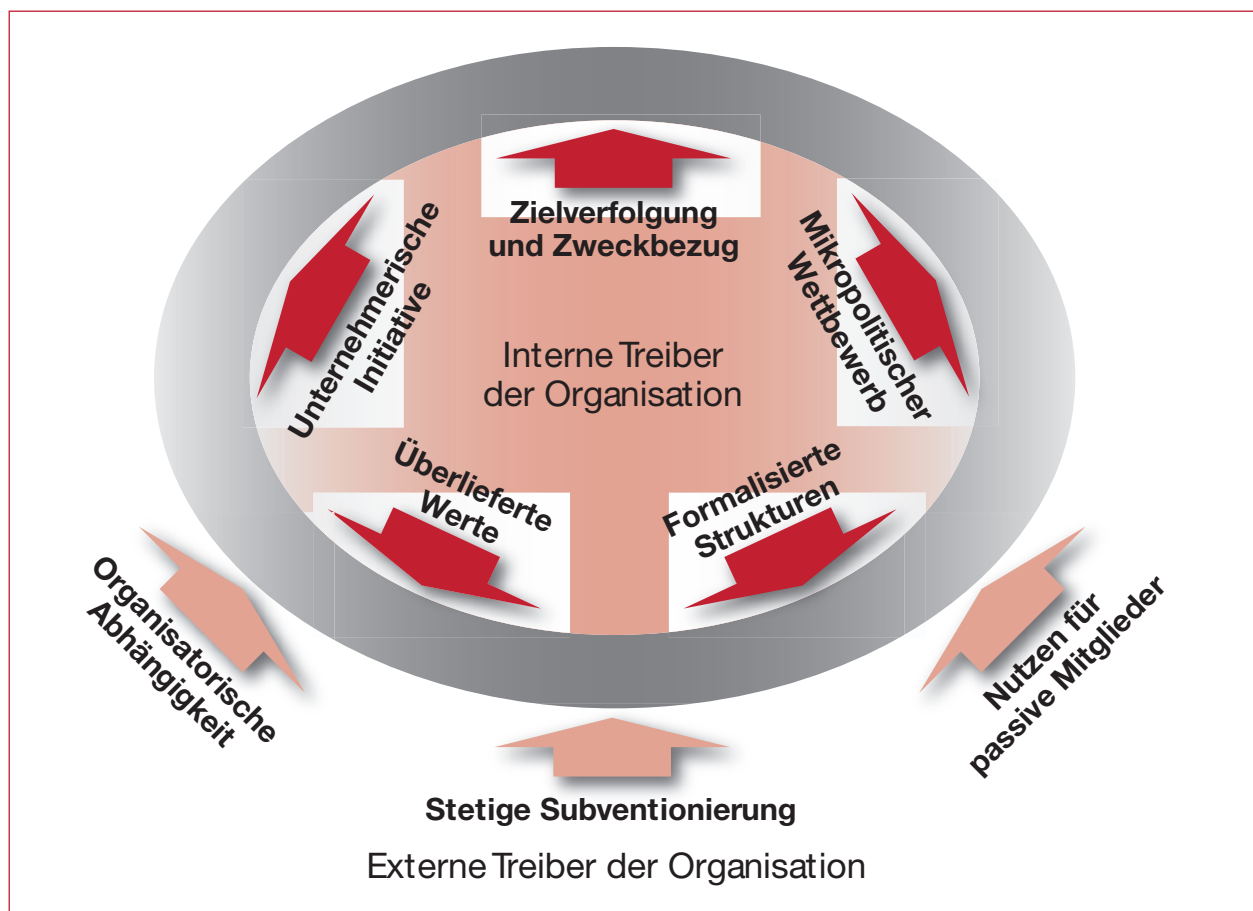 Zielverfolgung
und Zweckbezug
Unternehmerische
Initiative
Mikropolitischer
Wettbewerb
Interne Treiber
der Organisation
Überlieferte
Werte
Formalisierte
Strukturen
Organisatorische
Abhängigkeit
Nutzen für
passive Mitglieder
Stetige Subventionierung
Externe Treiber der Organisation